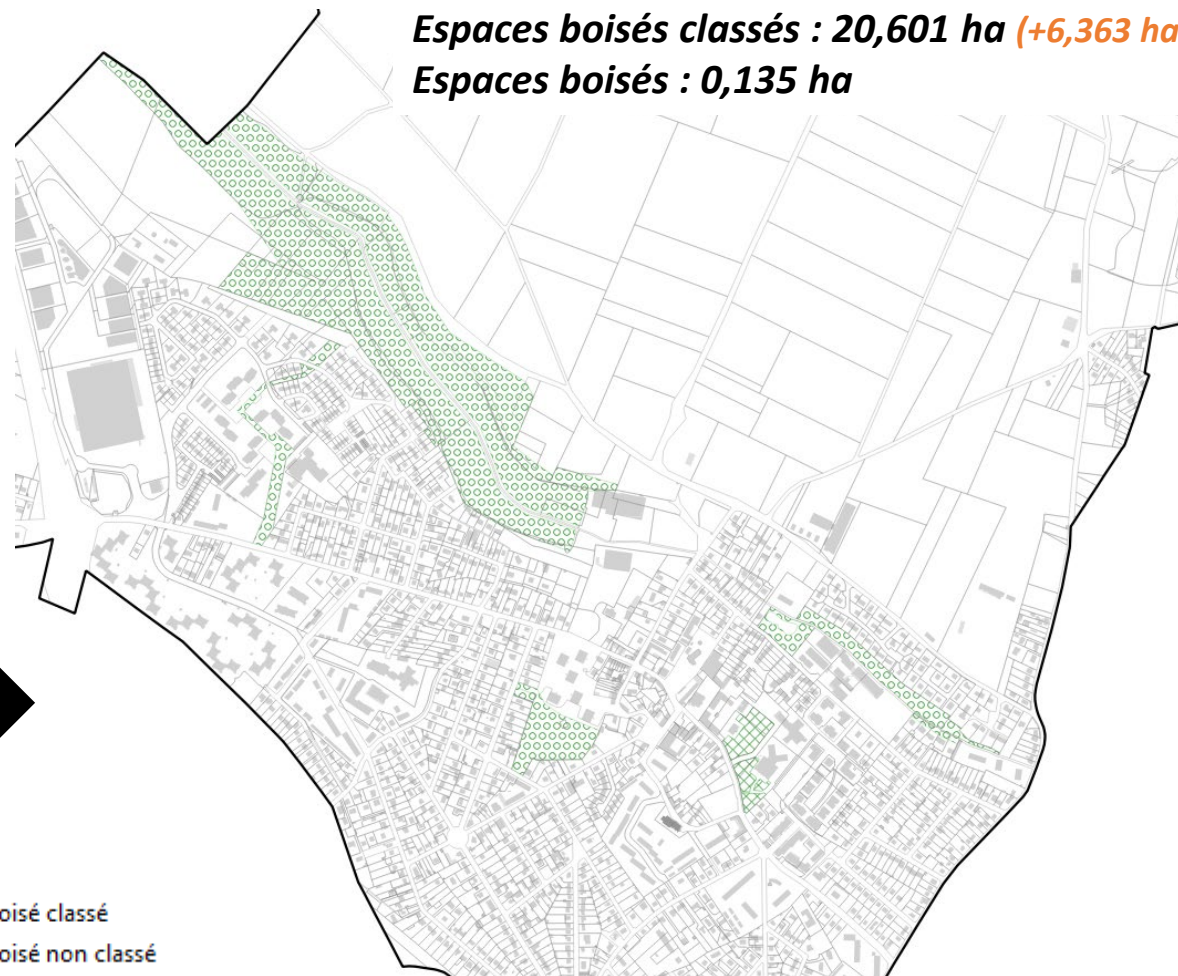 Espaces boisés classés : 20,601 ha (+6,363 ha
Espaces boisés : 0,135 ha
oisé classé
oisé non classé